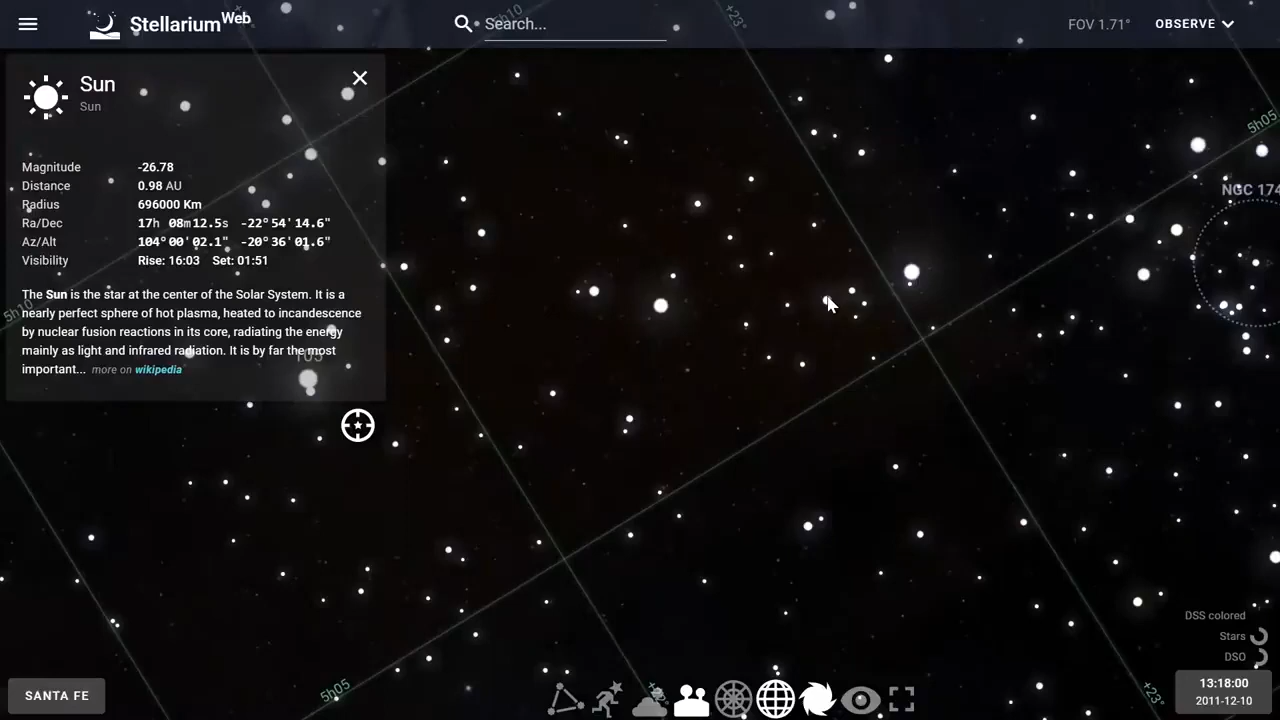 Stellarium Web
Search...
FOV 1.71°
OBSERVE
5h10
+23°
Sun
Sun
Magnitude -26.78
Distance 0.98 AU
Radius 696000 Km
Ra/Dec 17h 08m12.5s -22°54'14.6"
Az/Alt 104°00'02.1" -20°36'01.6"
Visibility Rise: 16:03 Set: 01:51
The Sun is the star at the center of the Solar System. It is a
nearly perfect sphere of hot plasma, heated to incandescence
by nuclear fusion reactions in its core, radiating the energy
mainly as light and infrared radiation. It is by far the most
important... more on wikipedia
5h10
5h05
NGC 174
5h05
+23°
DSS colored
Stars
DSO
SANTA FE
13:18:00
2011-12-10